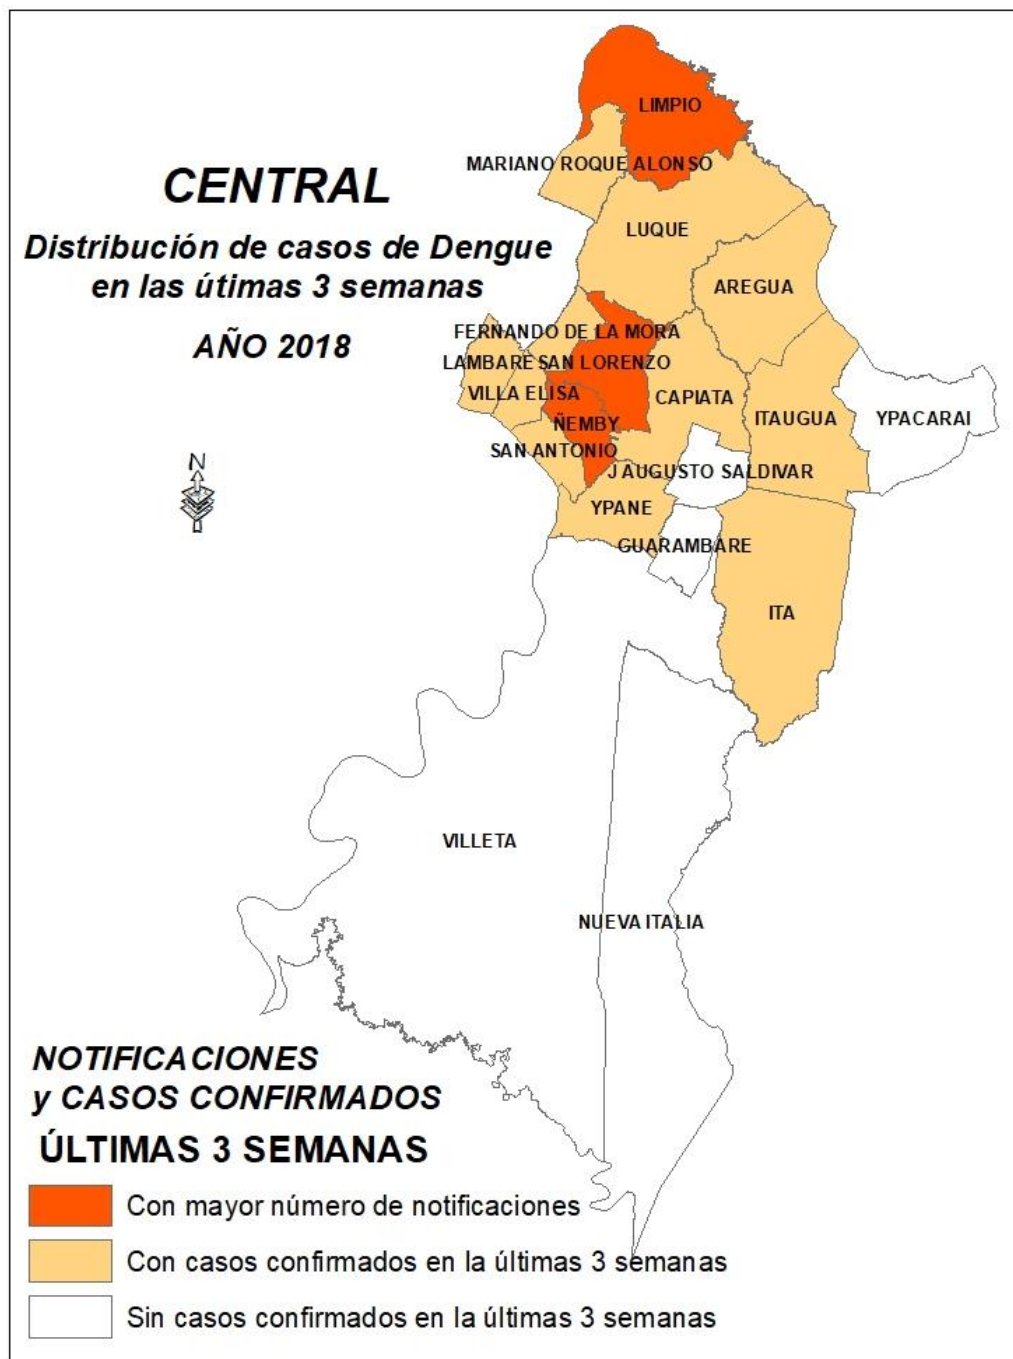 LIMPIO
MARIANO ROQUE ALONSO
CENTRAL
LUQUE
Distribución de casos de Dengue
en las útimas 3 semanas
AREGUA
AÑO 2018
FERNANDO DE LA MORA
LAMBARE SAN LORENZO
VILLA ELISA
CAPIATA
ITAUGUA
YPACARAI
ÑEMBY
SAN ANTONIO
J AUGUSTO SALDIVAR
N
YPANE
GUARAMBARE
ITA
VILLETA
NUEVA ITALIA
NOTIFICACIONES
y CASOS CONFIRMADOS
ÚLTIMAS 3 SEMANAS
Con mayor número de notificaciones
Con casos confirmados en la últimas 3 semanas
Sin casos confirmados en la últimas 3 semanas